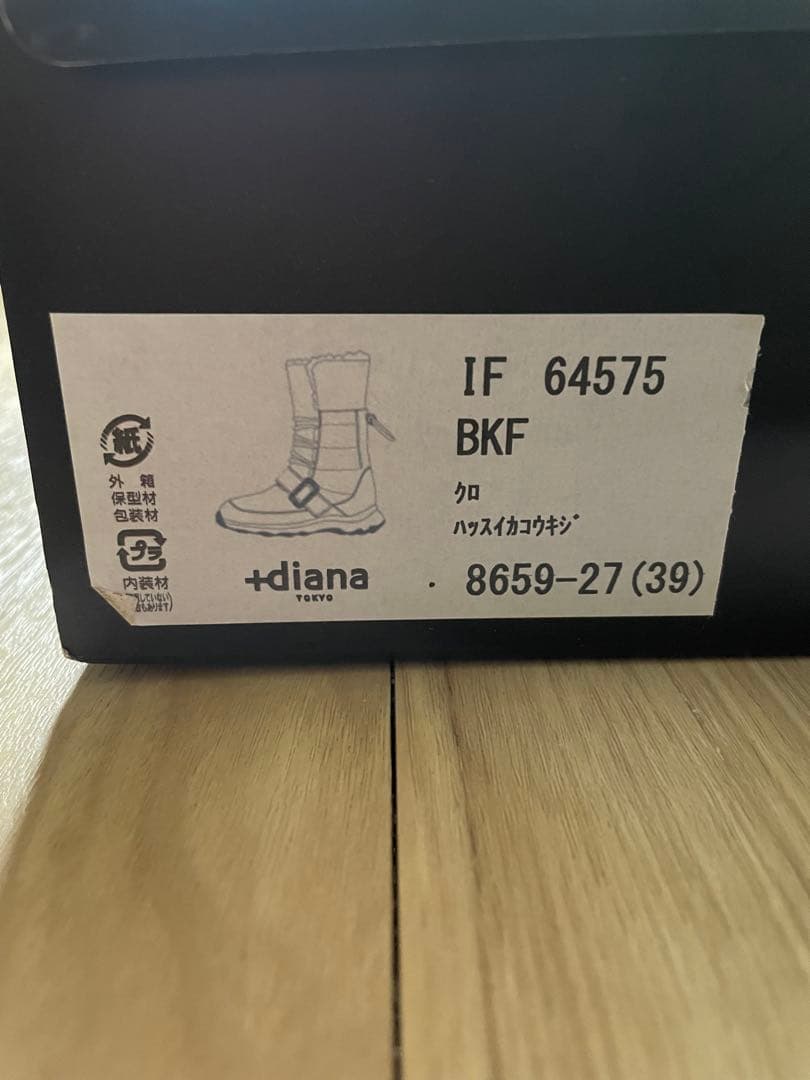 紙
外箱
保型材
包装材
プラ
内装材
+diana
TOKYO
IF 64575
BKF
ｸﾛ
ﾊｯｽｲｶｺｳｷｼﾞ
8659-27(39)